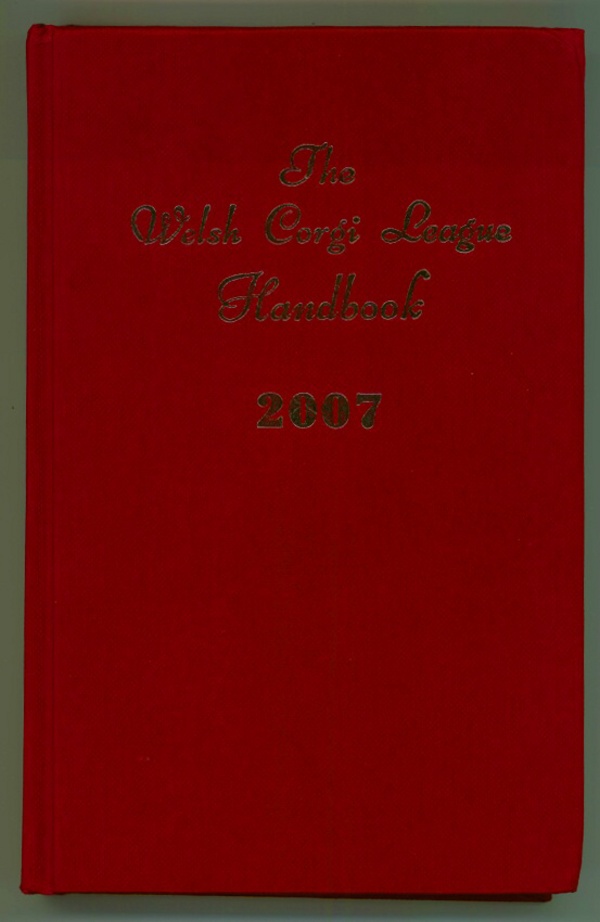 The
Welsh Corgi League
Handbook
2007